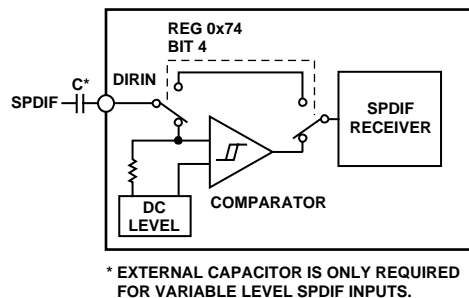 REG 0x74
BIT 4
C*
DIRIN
SPDIF
SPDIF
RECEIVER
COMPARATOR
DC
LEVEL
* EXTERNAL CAPACITOR IS ONLY REQUIRED
FOR VARIABLE LEVEL SPDIF INPUTS.